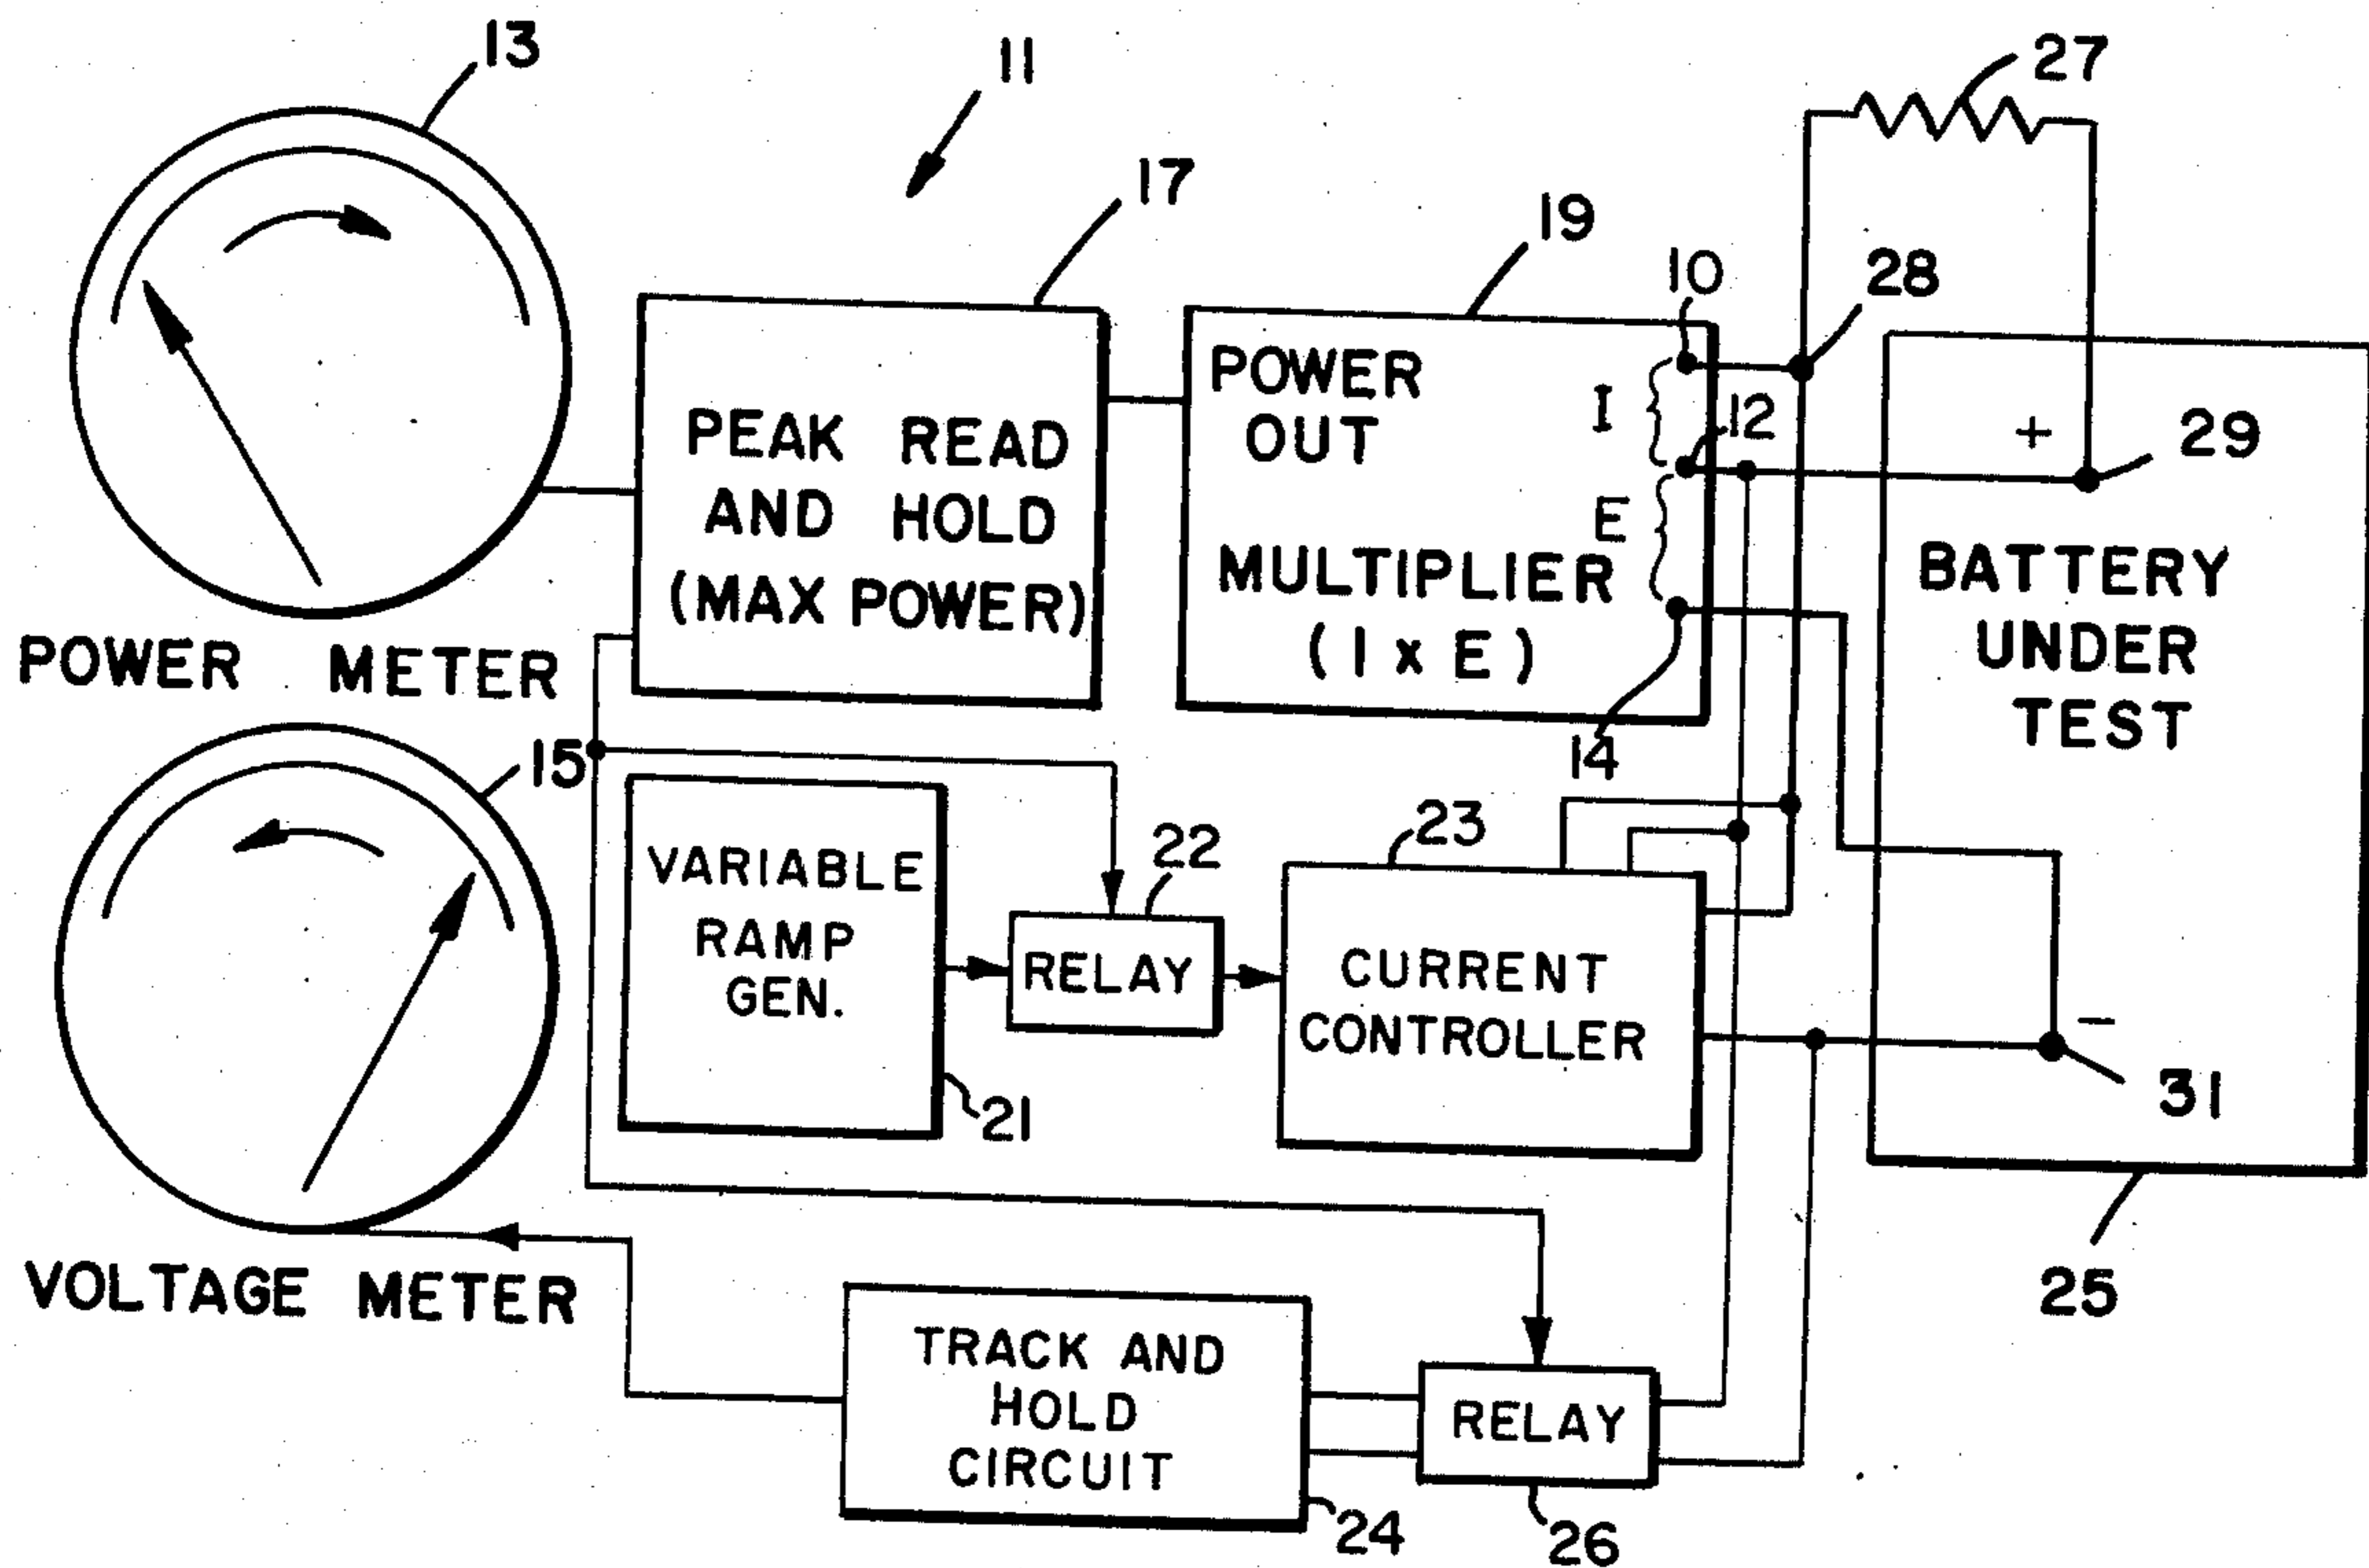 13
11
27
17
19
10
28
POWER OUT
I
12
+
29
PEAK READ
AND HOLD
(MAX POWER)
E
MULTIPLIER
(I x E)
BATTERY
UNDER
TEST
POWER METER
15
14
VARIABLE
RAMP
GEN.
22
23
RELAY
CURRENT
CONTROLLER
−
31
21
25
VOLTAGE METER
TRACK AND
HOLD
CIRCUIT
RELAY
24
26